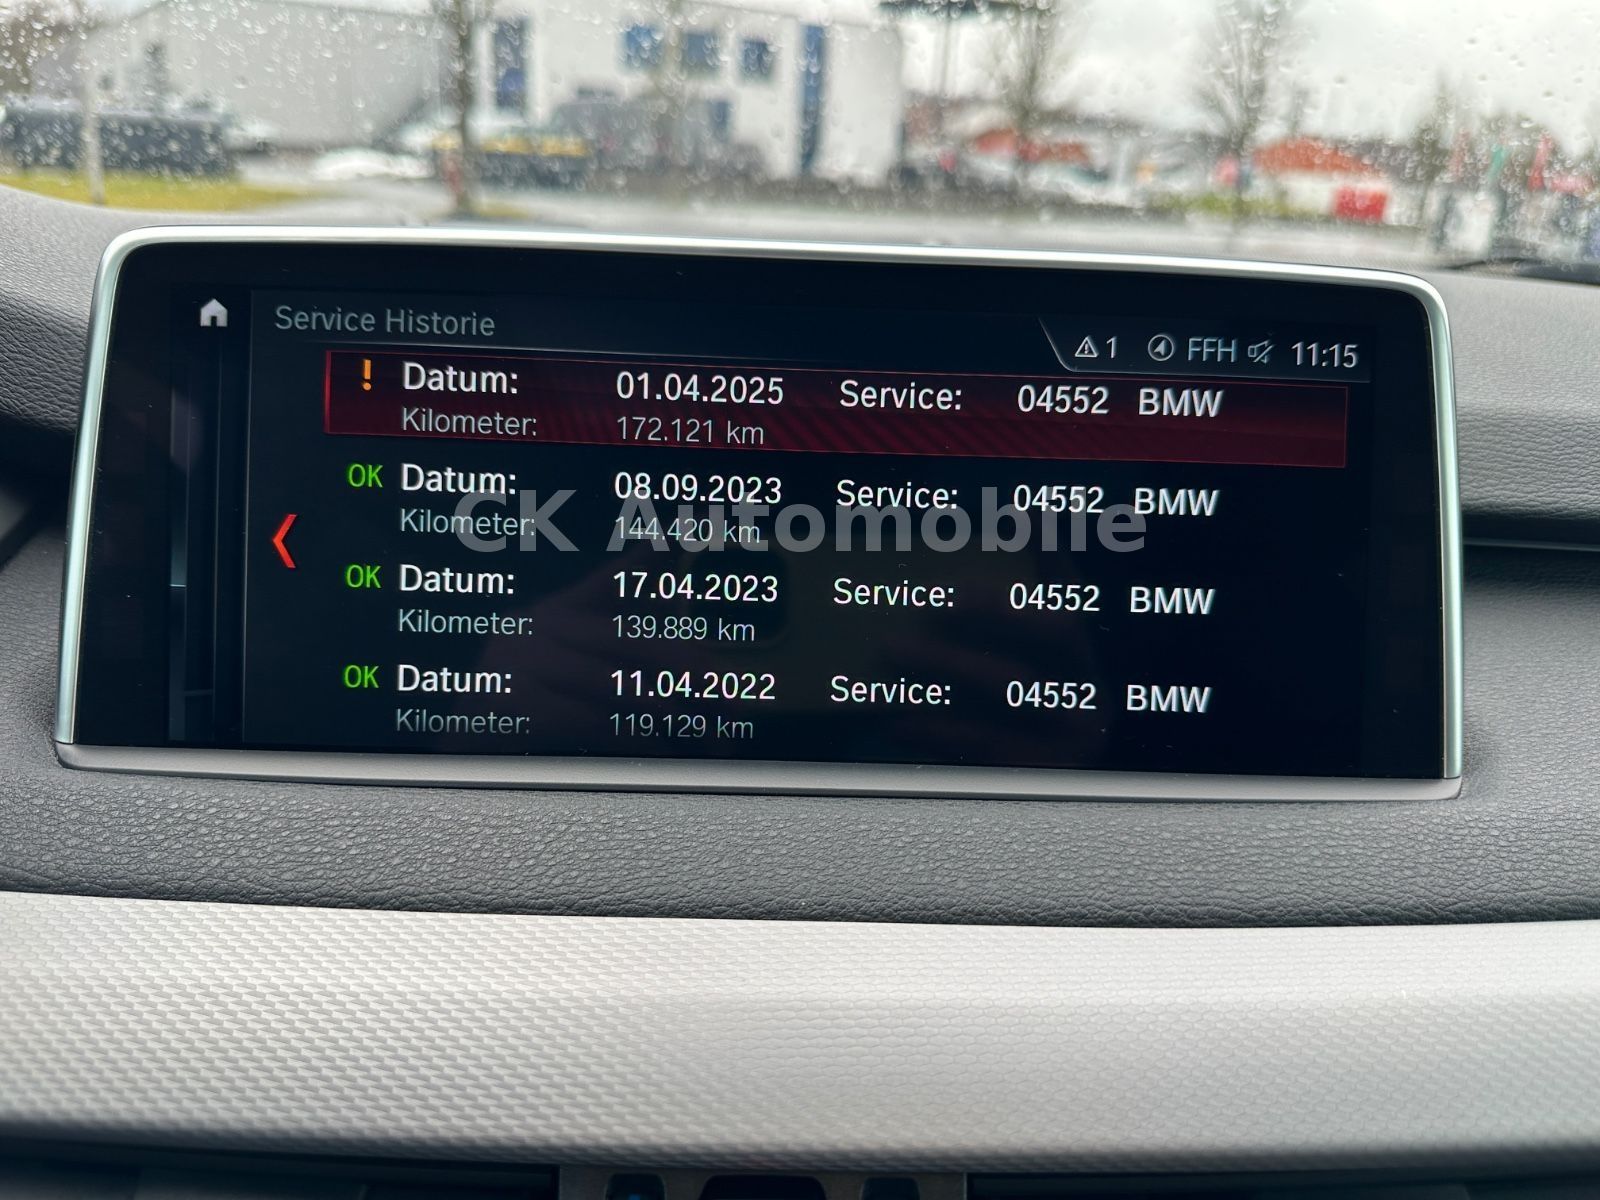 Service Historie
1 FFH 11:15
! Datum: 01.04.2025 Service: 04552 BMW
Kilometer: 172.121 km
OK Datum: 08.09.2023 Service: 04552 BMW
Kilometer: 144.420 km
CK Automobile
OK Datum: 17.04.2023 Service: 04552 BMW
Kilometer: 139.889 km
OK Datum: 11.04.2022 Service: 04552 BMW
Kilometer: 119.129 km